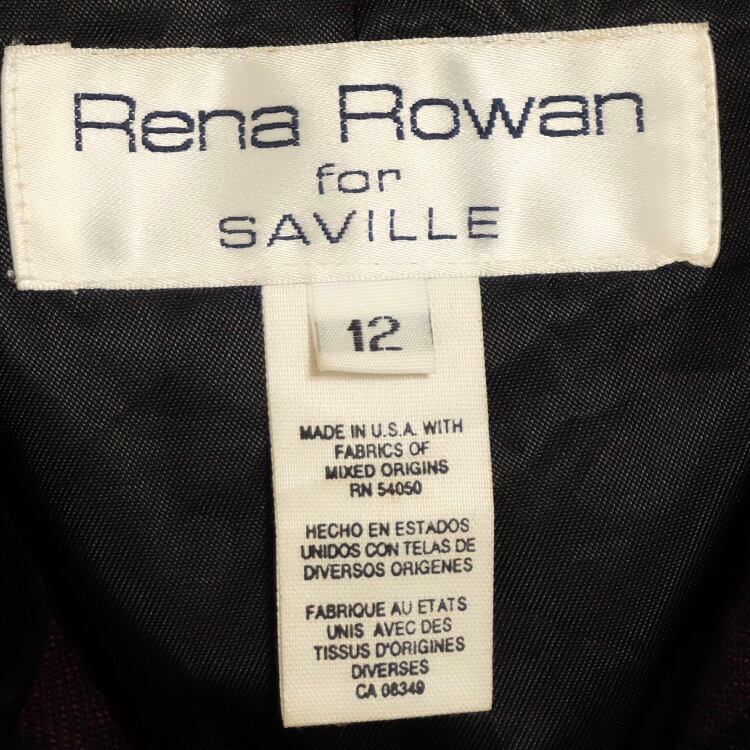 Rena Rowan
for
SAVILLE
12
MADE IN U.S.A. WITH
FABRICS OF
MIXED ORIGINS
RN 54050
HECHO EN ESTADOS
UNIDOS CON TELAS DE
DIVERSOS ORIGENES
FABRIQUE AU ETATS
UNIS AVEC DES
TISSUS D'ORIGINES
DIVERSES
CA 08349